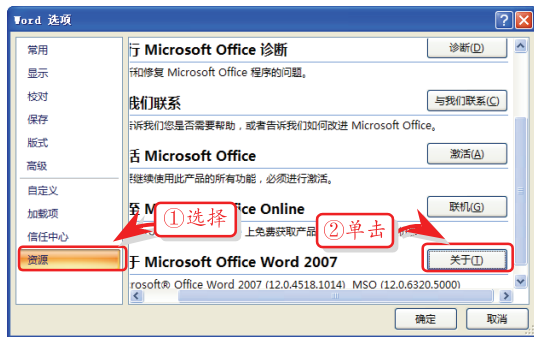 Word 选项
常用
显示
校对
保存
版式
高级
自定义
加载项
信任中心
资源
行 Microsoft Office 诊断
诊断(D)
断和修复 Microsoft Office 程序的问题。
我们联系
与我们联系(C)
告诉我们您是否需要帮助，或者告诉我们如何改进 Microsoft Office。
活 Microsoft Office
激活(A)
要继续使用此产品的所有功能，必须进行激活。
ice Online
联机(G)
上免费获取产品
①选择
②单击
于 Microsoft Office Word 2007
关于(T)
crosoft® Office Word 2007 (12.0.4518.1014)  MSO (12.0.6320.5000)
确定
取消